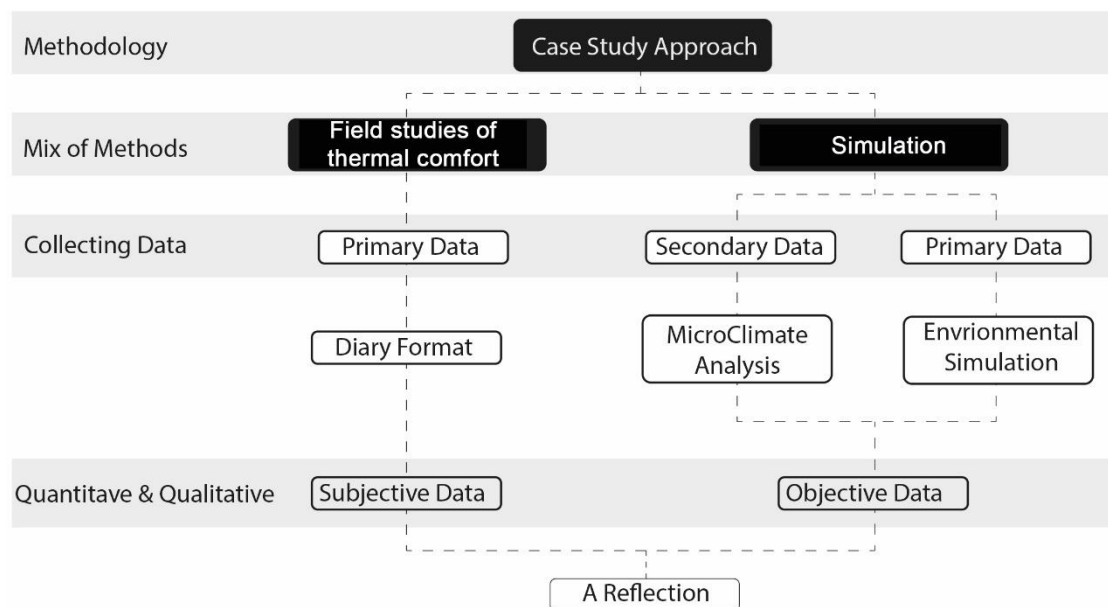 Methodology
Case Study Approach
Mix of Methods
Field studies of
thermal comfort
Simulation
Collecting Data
Primary Data
Secondary Data
Primary Data
Diary Format
MicroClimate
Analysis
Envrionmental
Simulation
Quantitave & Qualitative
Subjective Data
Objective Data
A Reflection